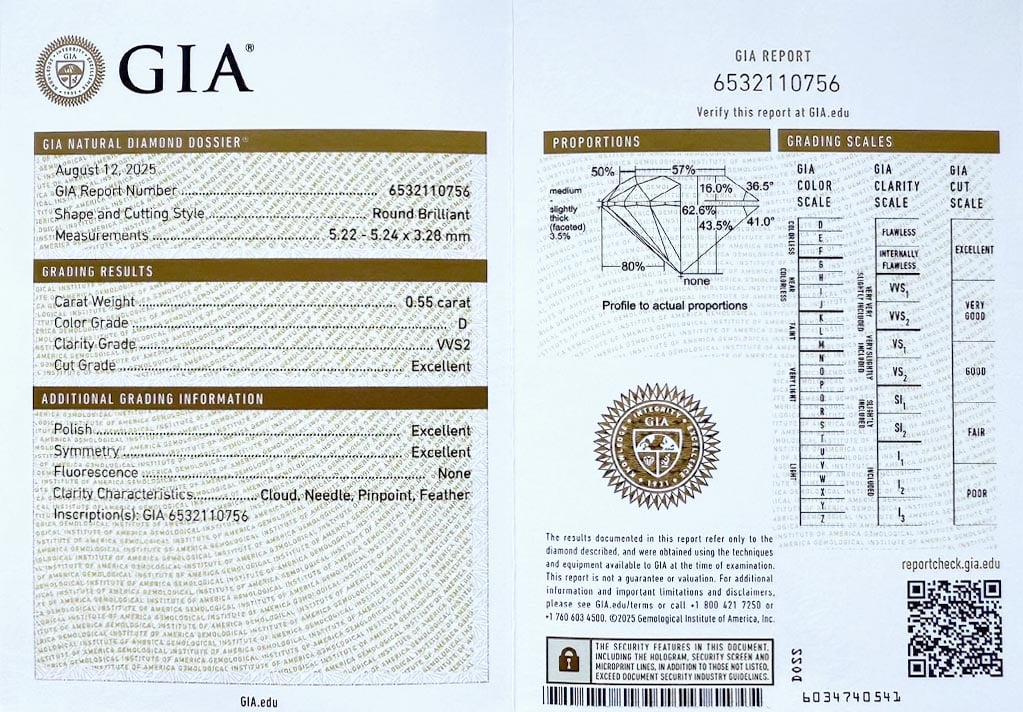 GIA®
GIA NATURAL DIAMOND DOSSIER®
August 12, 2025
GIA Report Number 6532110756
Shape and Cutting Style Round Brilliant
Measurements 5.22 - 5.24 x 3.28 mm
GRADING RESULTS
Carat Weight 0.55 carat
Color Grade D
Clarity Grade VVS2
Cut Grade Excellent
ADDITIONAL GRADING INFORMATION
Polish Excellent
Symmetry Excellent
Fluorescence None
Clarity Characteristics Cloud, Needle, Pinpoint, Feather
Inscription(s): GIA 6532110756
GIA.edu
GIA REPORT
6532110756
Verify this report at GIA.edu
PROPORTIONS
50%
57%
medium
16.0%
36.5°
slightly
thick
(faceted)
3.5%
62.6%
43.5%
41.0°
80%
none
Profile to actual proportions
INTEGRITY
GIA
1931
The results documented in this report refer only to the
diamond described, and were obtained using the techniques
and equipment available to GIA at the time of examination.
This report is not a guarantee or valuation. For additional
information and important limitations and disclaimers,
please see GIA.edu/terms or call +1 800 421 7250 or
+1 760 603 4500. ©2025 Gemological Institute of America, Inc.
THE SECURITY FEATURES IN THIS DOCUMENT,
INCLUDING THE HOLOGRAM, SECURITY SCREEN AND
MICROPRINT LINES, IN ADDITION TO THOSE NOT LISTED,
EXCEED DOCUMENT SECURITY INDUSTRY GUIDELINES.
GRADING SCALES
GIA
COLOR
SCALE
COLORLESS
D
E
F
NEAR COLORLESS
G
H
I
J
FAINT
K
L
M
VERY LIGHT
N
O
P
Q
R
LIGHT
S
T
U
V
W
X
Y
Z
GIA
CLARITY
SCALE
FLAWLESS
INTERNALLY
FLAWLESS
VERY VERY SLIGHTLY INCLUDED
VVS1
VVS2
VERY SLIGHTLY INCLUDED
VS1
VS2
SLIGHTLY INCLUDED
SI1
SI2
INCLUDED
I1
I2
I3
GIA
CUT
SCALE
EXCELLENT
VERY
GOOD
GOOD
FAIR
POOR
reportcheck.gia.edu
DOSZ
6034740541